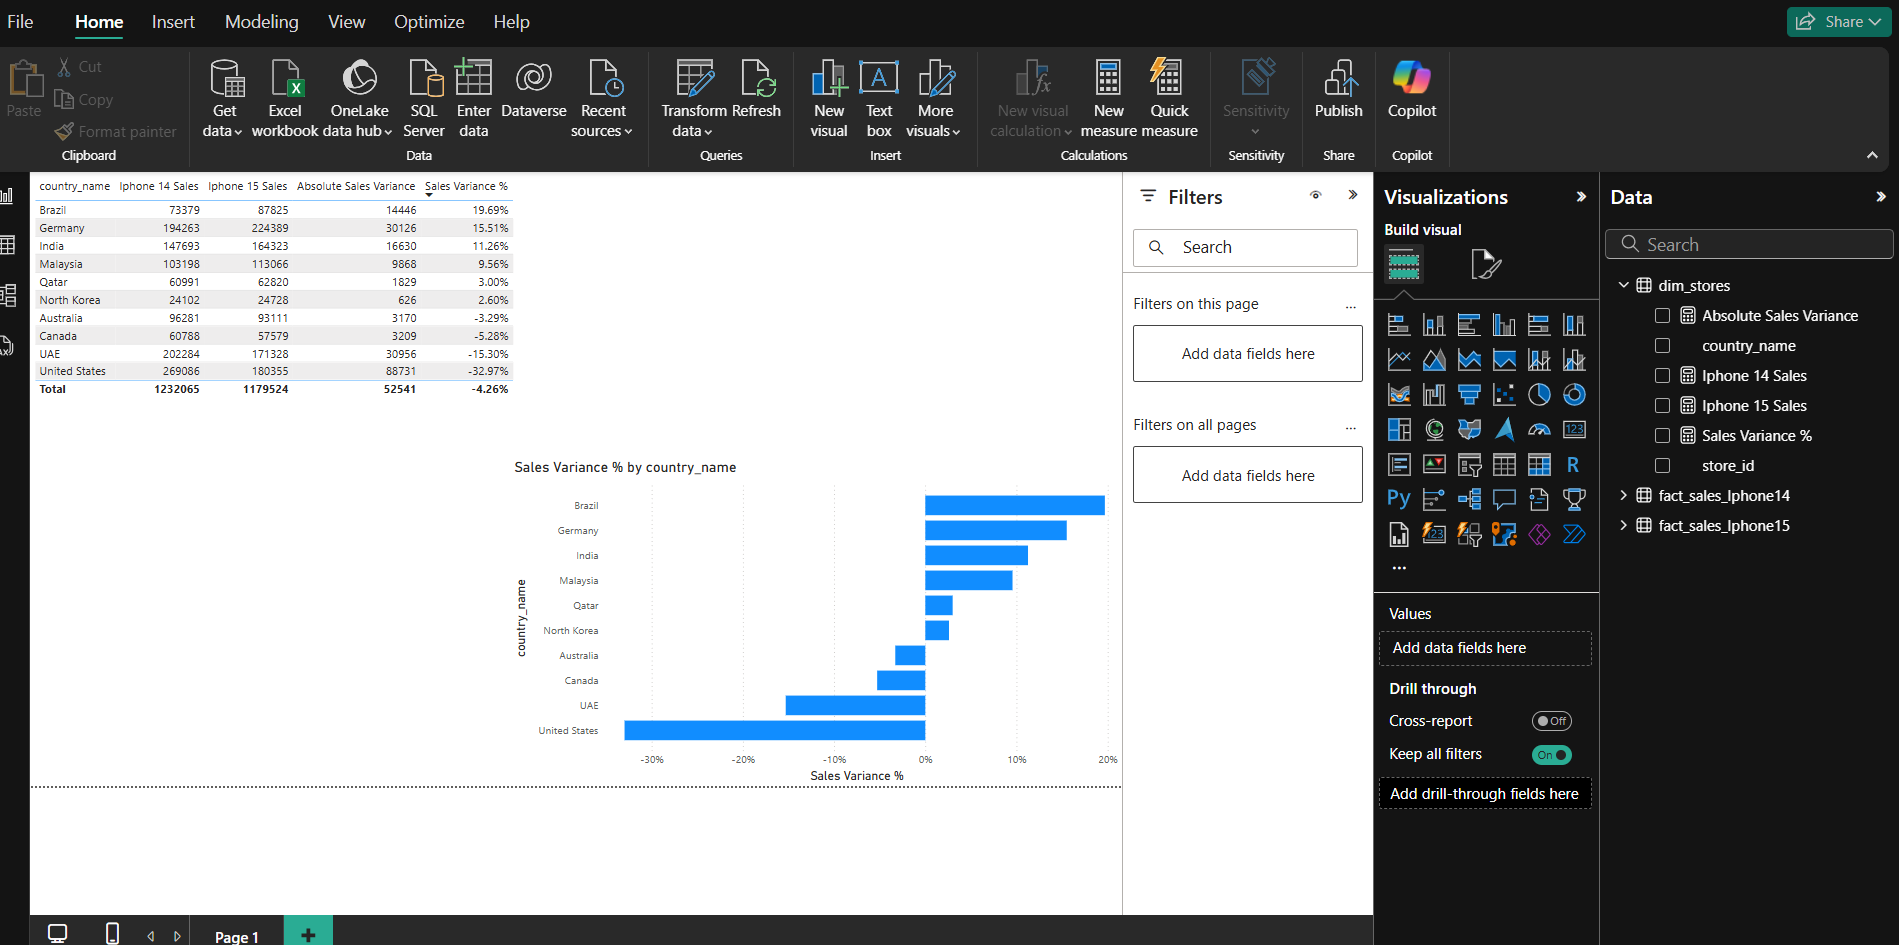 File Home Insert Modeling View Optimize Help Share
Paste
Cut
Copy
Format painter
Clipboard
Get data
Excel workbook
OneLake data hub
SQL Server
Enter data
Dataverse
Recent sources
Data
Transform data
Refresh
Queries
New visual
Text box
More visuals
Insert
New visual calculation
New measure
Quick measure
Calculations
Sensitivity
Sensitivity
Publish
Share
Copilot
Copilot
country_name Iphone 14 Sales Iphone 15 Sales Absolute Sales Variance Sales Variance %
Brazil 73379 87825 14446 19.69%
Germany 194263 224389 30126 15.51%
India 147693 164323 16630 11.26%
Malaysia 103198 113066 9868 9.56%
Qatar 60991 62820 1829 3.00%
North Korea 24102 24728 626 2.60%
Australia 96281 93111 3170 -3.29%
Canada 60788 57579 3209 -5.28%
UAE 202284 171328 30956 -15.30%
United States 269086 180355 88731 -32.97%
Total 1232065 1179524 52541 -4.26%
Sales Variance % by country_name
country_name
Brazil
Germany
India
Malaysia
Qatar
North Korea
Australia
Canada
UAE
United States
-30% -20% -10% 0% 10% 20%
Sales Variance %
Filters
Search
Filters on this page ...
Add data fields here
Filters on all pages ...
Add data fields here
Visualizations
Build visual
123
R
Py
123
...
Values
Add data fields here
Drill through
Cross-report Off
Keep all filters On
Add drill-through fields here
Data
Search
dim_stores
Absolute Sales Variance
country_name
Iphone 14 Sales
Iphone 15 Sales
Sales Variance %
store_id
fact_sales_Iphone14
fact_sales_Iphone15
Page 1